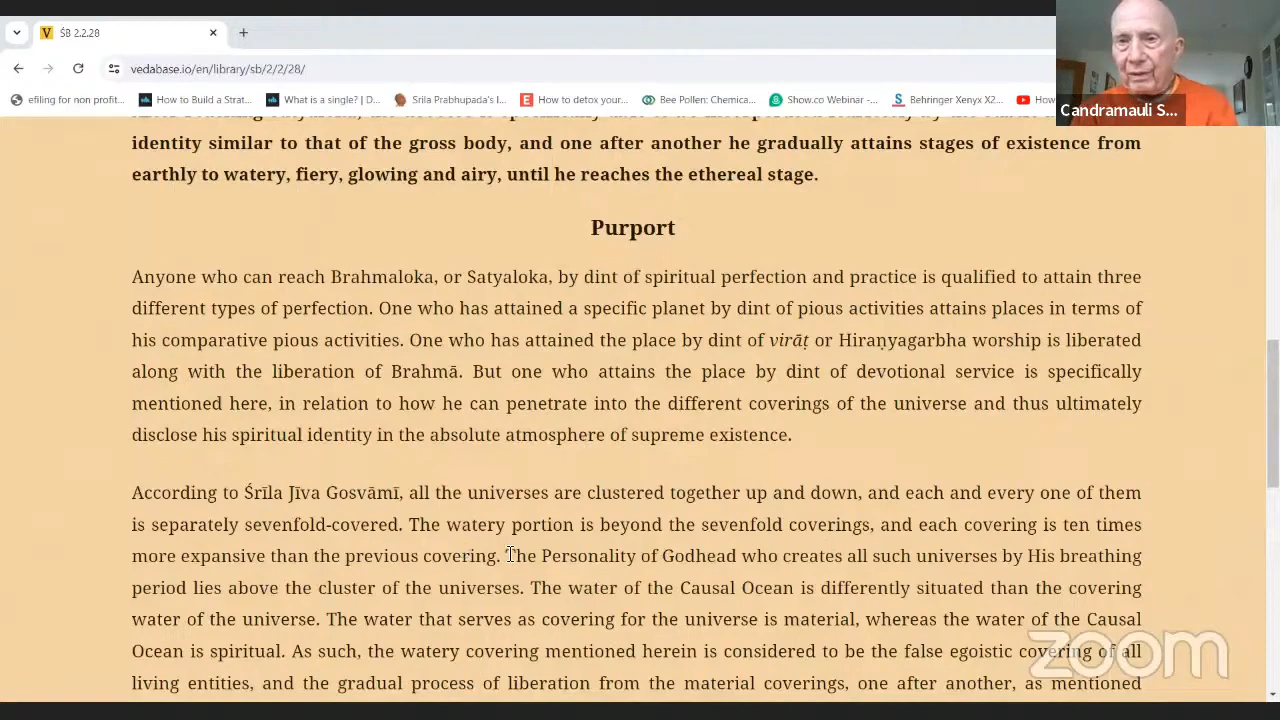 ŚB 2.2.28
vedabase.io/en/library/sb/2/2/28/
efiling for non profit... How to Build a Strat... What is a singler| D... Srila Prabhupada's I... How to detox your... Bee Pollen: Chemica... Show.co Webinar -... Behringer Xenyx X2... How
Candramauli S...
identity similar to that of the gross body, and one after another he gradually attains stages of existence from
earthly to watery, fiery, glowing and airy, until he reaches the ethereal stage.
Purport
Anyone who can reach Brahmaloka, or Satyaloka, by dint of spiritual perfection and practice is qualified to attain three
different types of perfection. One who has attained a specific planet by dint of pious activities attains places in terms of
his comparative pious activities. One who has attained the place by dint of virāṭ or Hiraṇyagarbha worship is liberated
along with the liberation of Brahmā. But one who attains the place by dint of devotional service is specifically
mentioned here, in relation to how he can penetrate into the different coverings of the universe and thus ultimately
disclose his spiritual identity in the absolute atmosphere of supreme existence.
According to Śrīla Jīva Gosvāmī, all the universes are clustered together up and down, and each and every one of them
is separately sevenfold-covered. The watery portion is beyond the sevenfold coverings, and each covering is ten times
more expansive than the previous covering. The Personality of Godhead who creates all such universes by His breathing
period lies above the cluster of the universes. The water of the Causal Ocean is differently situated than the covering
water of the universe. The water that serves as covering for the universe is material, whereas the water of the Causal
Ocean is spiritual. As such, the watery covering mentioned herein is considered to be the false egoistic covering of all
living entities, and the gradual process of liberation from the material coverings, one after another, as mentioned
zoom